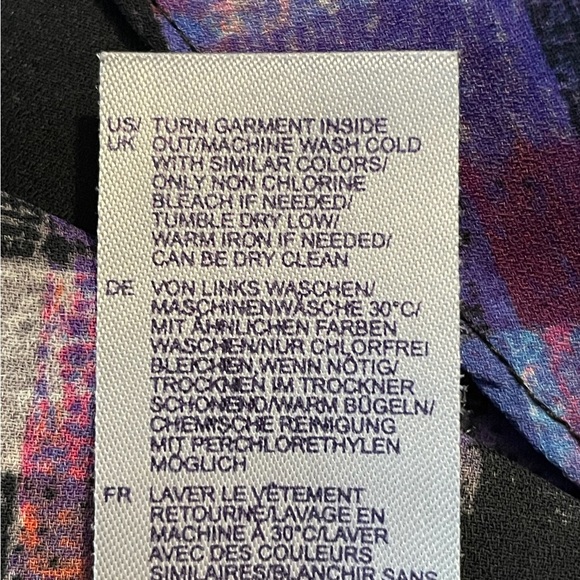 US/ TURN GARMENT INSIDE
UK OUT/MACHINE WASH COLD
WITH SIMILAR COLORS/
ONLY NON CHLORINE
BLEACH IF NEEDED/
TUMBLE DRY LOW/
WARM IRON IF NEEDED/
CAN BE DRY CLEAN
DE VON LINKS WASCHEN/
MASCHINENWÄSCHE 30°C/
MIT ÄHNLICHEN FARBEN
WASCHEN/NUR CHLORFREI
BLEICHEN,WENN NÖTIG/
TROCKNEN IM TROCKNER
SCHONEND/WARM BÜGELN/
CHEMISCHE REINIGUNG
MIT PERCHLORETHYLEN
MÖGLICH
FR LAVER LE VÊTEMENT
RETOURNÉ/LAVAGE EN
MACHINE À 30°C/LAVER
AVEC DES COULEURS
SIMILAIRES/BLANCHIR SANS